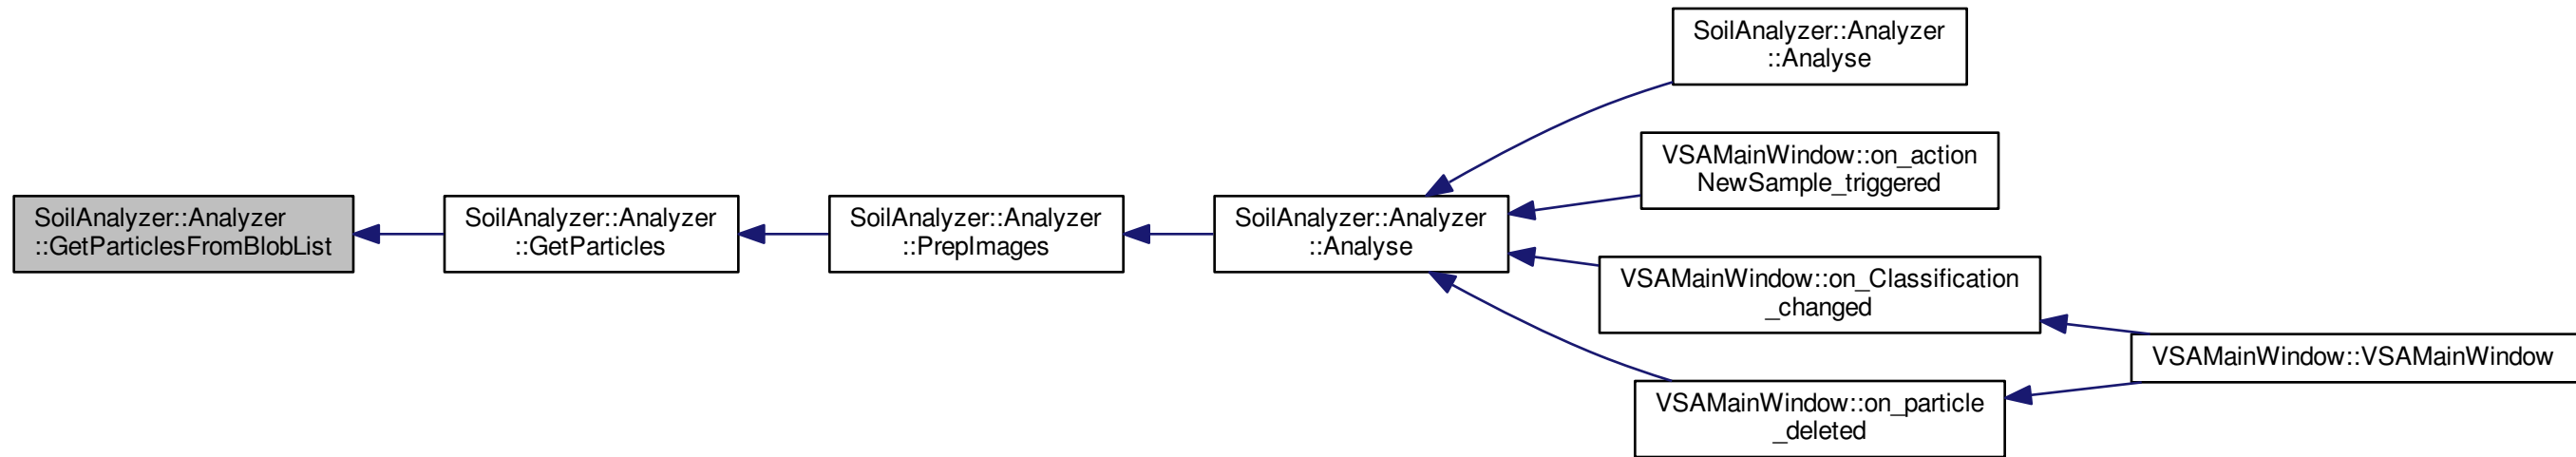 SoilAnalyzer::Analyzer
::GetParticlesFromBlobList
SoilAnalyzer::Analyzer
::GetParticles
SoilAnalyzer::Analyzer
::PrepImages
SoilAnalyzer::Analyzer
::Analyse
SoilAnalyzer::Analyzer
::Analyse
VSAMainWindow::on_action
NewSample_triggered
VSAMainWindow::on_Classification
_changed
VSAMainWindow::on_particle
_deleted
VSAMainWindow::VSAMainWindow